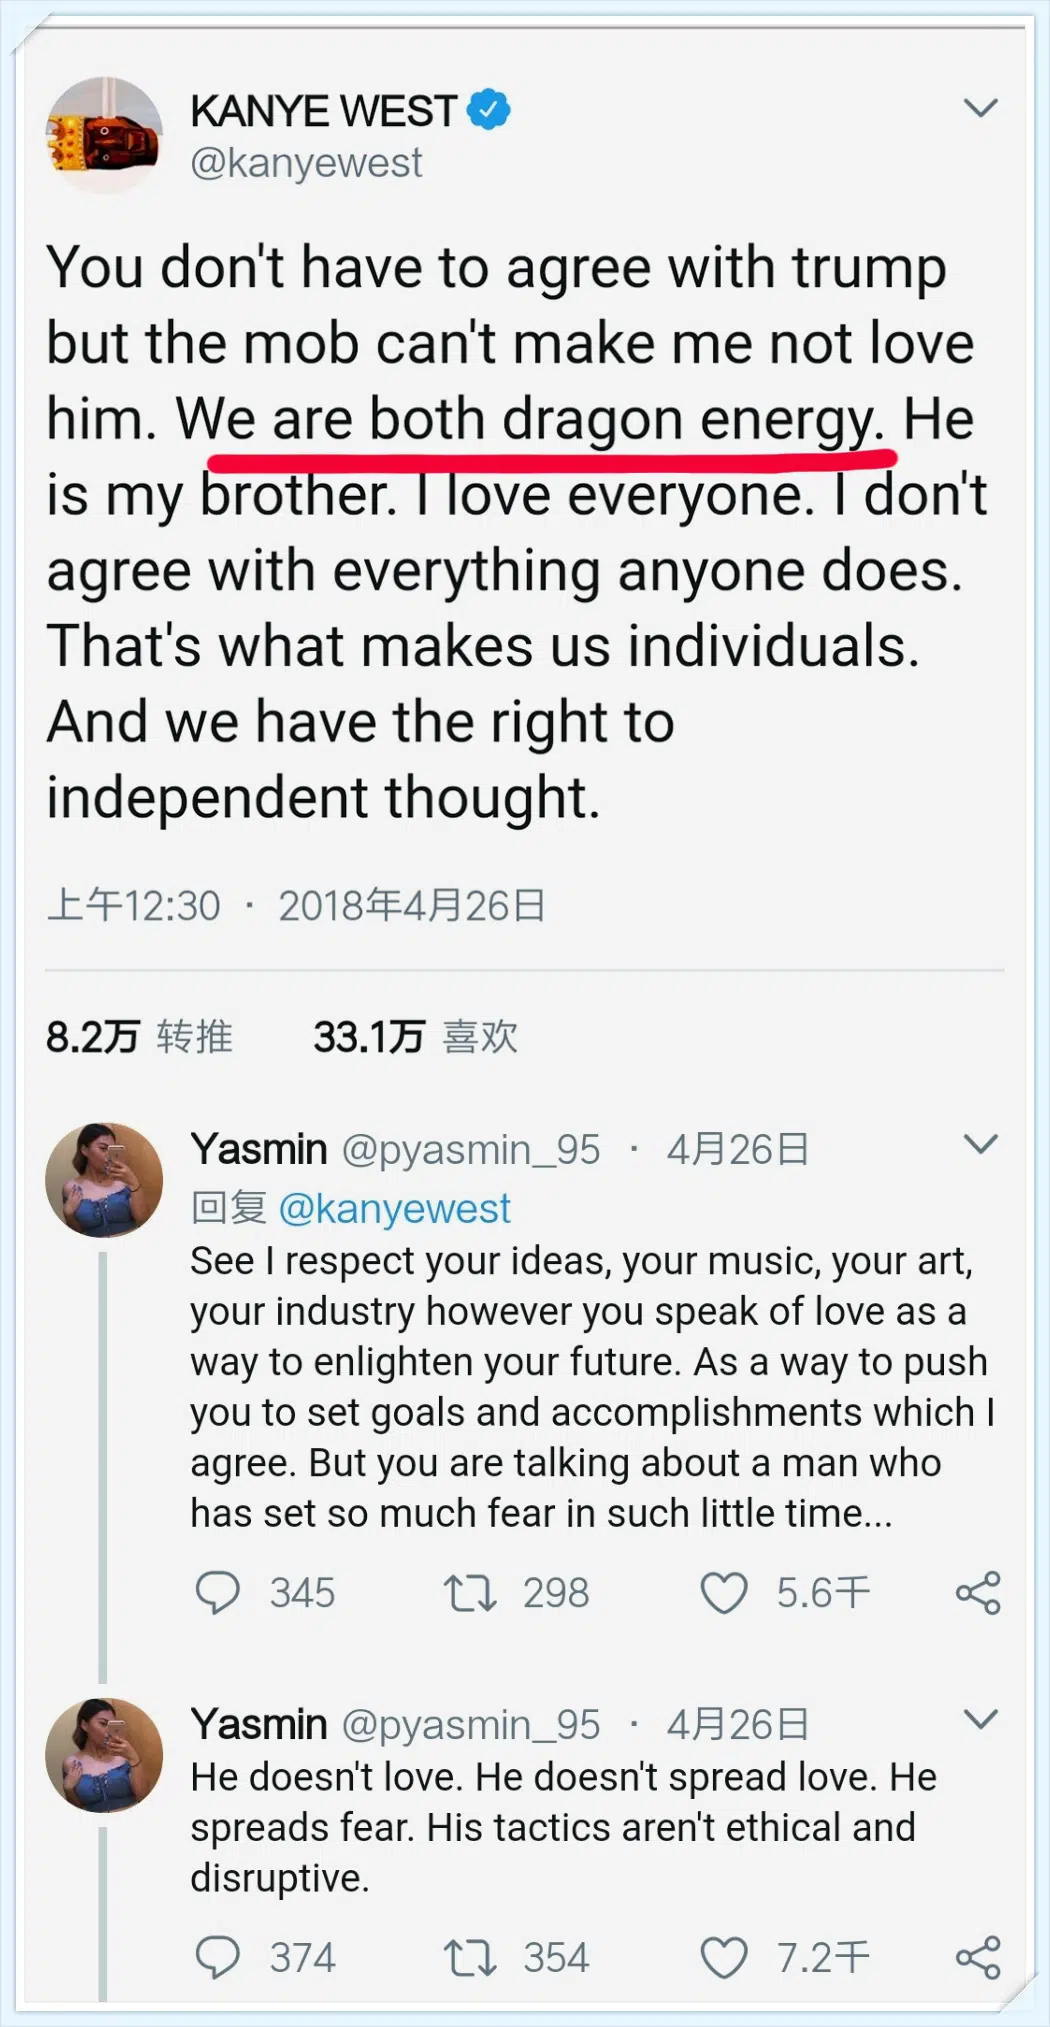 KANYE WEST
@kanyewest
You don't have to agree with trump
but the mob can't make me not love
him. We are both dragon energy. He
is my brother. I love everyone. I don't
agree with everything anyone does.
That's what makes us individuals.
And we have the right to
independent thought.
上午12:30 · 2018年4月26日
8.2万 转推 33.1万 喜欢
Yasmin @pyasmin_95 · 4月26日
回复 @kanyewest
See I respect your ideas, your music, your art,
your industry however you speak of love as a
way to enlighten your future. As a way to push
you to set goals and accomplishments which I
agree. But you are talking about a man who
has set so much fear in such little time...
345 298 5.6千
Yasmin @pyasmin_95 · 4月26日
He doesn't love. He doesn't spread love. He
spreads fear. His tactics aren't ethical and
disruptive.
374 354 7.2千